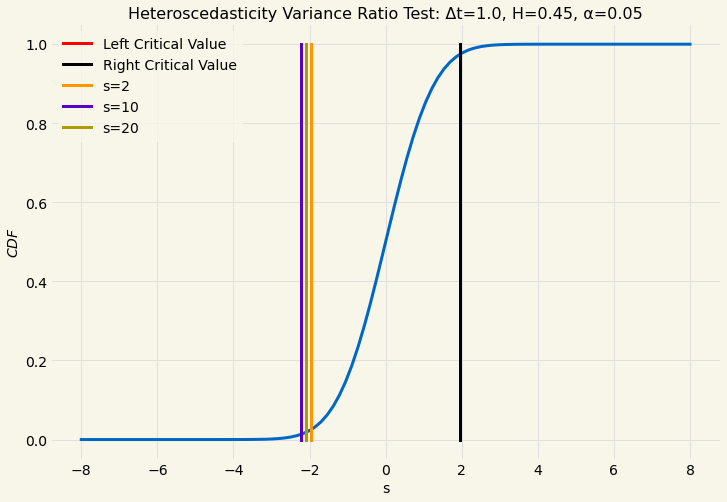 Heteroscedasticity Variance Ratio Test: Δt=1.0, H=0.45, α=0.05
Left Critical Value
Right Critical Value
s=2
s=10
s=20
CDF
1.0
0.8
0.6
0.4
0.2
0.0
−8 −6 −4 −2 0 2 4 6 8
s